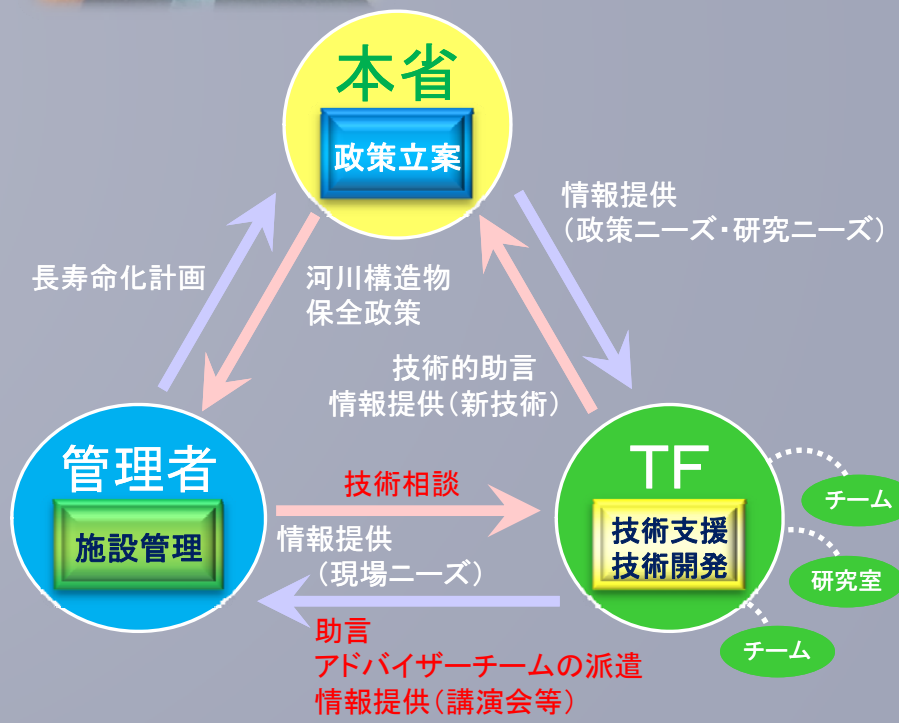 本省
政策立案
情報提供
（政策ニーズ・研究ニーズ）
長寿命化計画
河川構造物
保全政策
技術的助言
情報提供（新技術）
管理者
施設管理
技術相談
情報提供
（現場ニーズ）
TF
技術支援
技術開発
チーム
研究室
チーム
助言
アドバイザーチームの派遣
情報提供（講演会等）